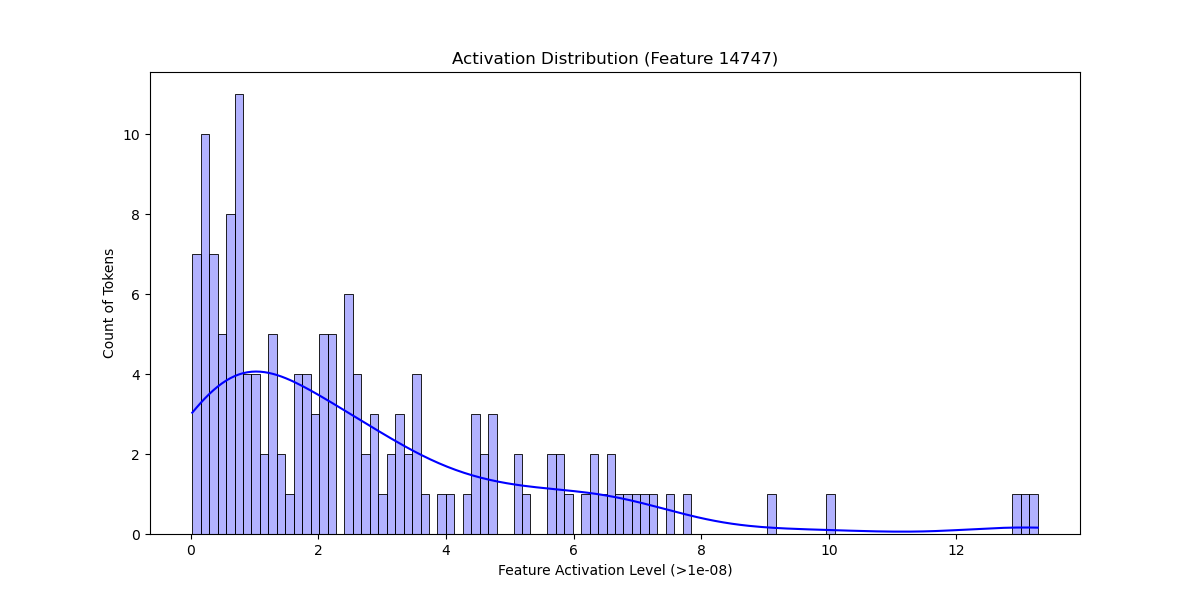 Activation Distribution (Feature 14747)
Count of Tokens
10
8
6
4
2
0
0 2 4 6 8 10 12
Feature Activation Level (>1e-08)